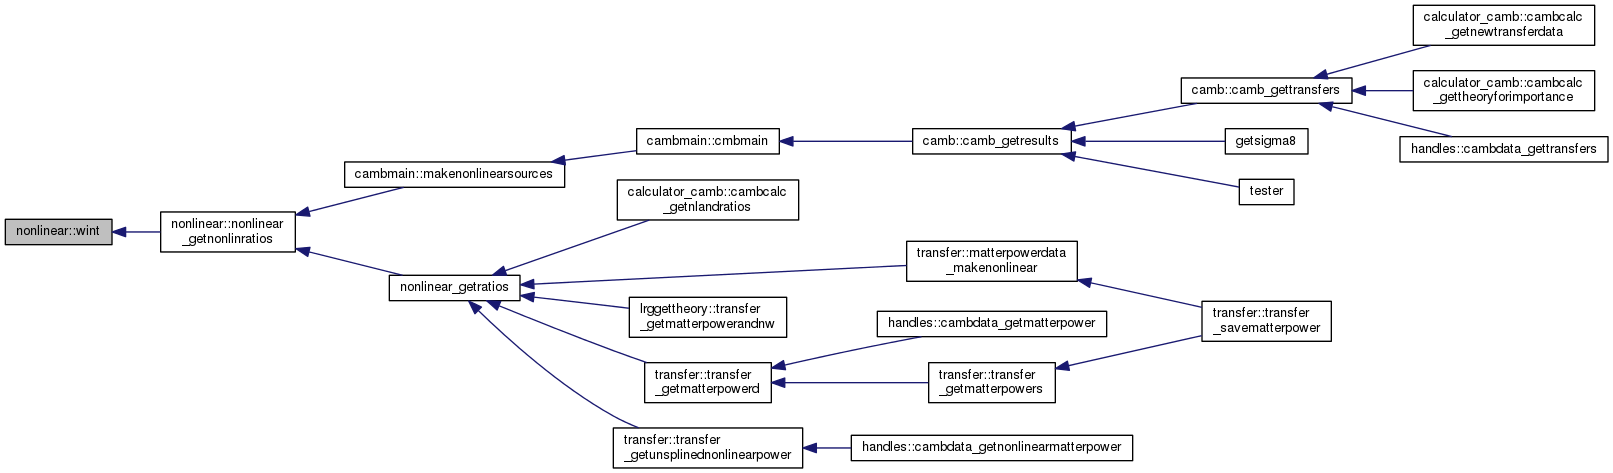 calculator_camb::cambcalc
_getnewtransferdata
camb::camb_gettransfers
calculator_camb::cambcalc
_gettheoryforimportance
cambmain::cmbmain
camb::camb_getresults
getsigma8
handles::cambdata_gettransfers
cambmain::makenonlinearsources
tester
calculator_camb::cambcalc
_getnlandratios
nonlinear::wint
nonlinear::nonlinear
_getnonlinratios
transfer::matterpowerdata
_makenonlinear
nonlinear_getratios
lrggettheory::transfer
_getmatterpowerandnw
handles::cambdata_getmatterpower
transfer::transfer
_savematterpower
transfer::transfer
_getmatterpowerd
transfer::transfer
_getmatterpowers
transfer::transfer
_getunsplinednonlinearpower
handles::cambdata_getnonlinearmatterpower